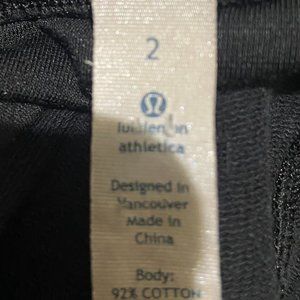 2
lululemon
athletica
Designed in
Vancouver
Made in
China
Body:
92% COTTON